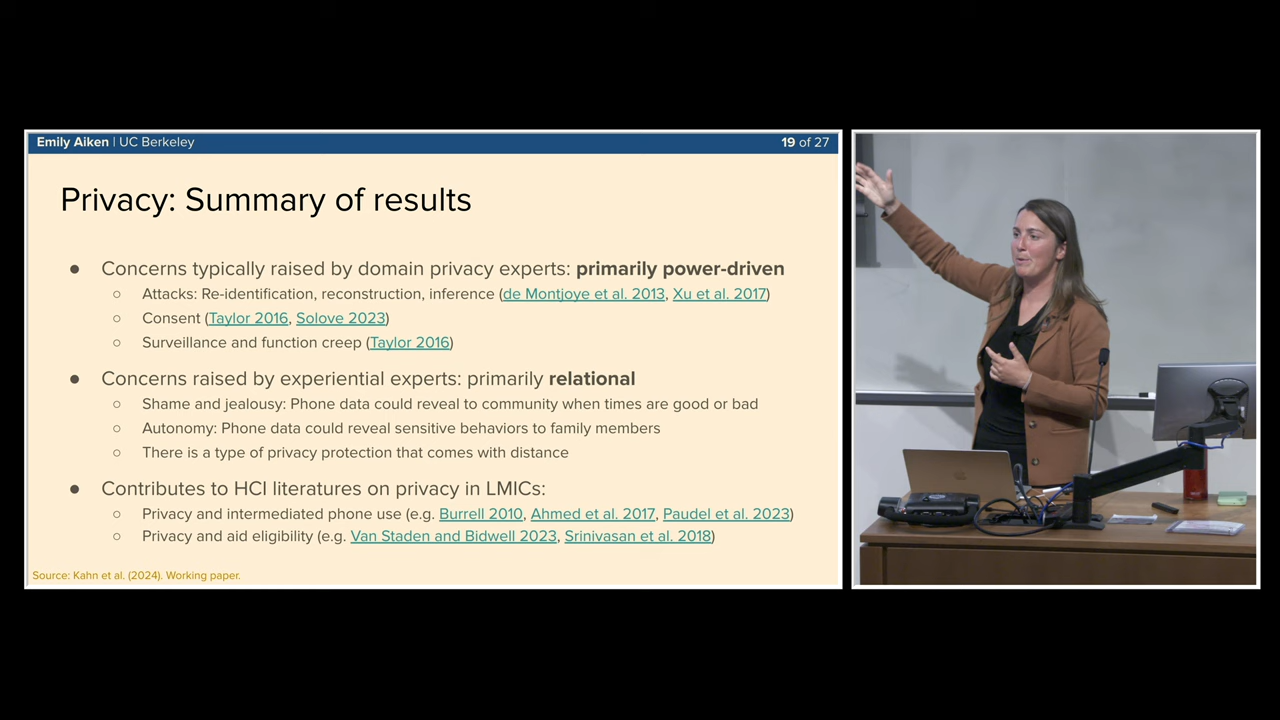 Emily Aiken | UC Berkeley
19 of 27
Privacy: Summary of results
● Concerns typically raised by domain privacy experts: primarily power-driven
○ Attacks: Re-identification, reconstruction, inference (de Montjoye et al. 2013, Xu et al. 2017)
○ Consent (Taylor 2016, Solove 2023)
○ Surveillance and function creep (Taylor 2016)
● Concerns raised by experiential experts: primarily relational
○ Shame and jealousy: Phone data could reveal to community when times are good or bad
○ Autonomy: Phone data could reveal sensitive behaviors to family members
○ There is a type of privacy protection that comes with distance
● Contributes to HCI literatures on privacy in LMICs:
○ Privacy and intermediated phone use (e.g. Burrell 2010, Ahmed et al. 2017, Paudel et al. 2023)
○ Privacy and aid eligibility (e.g. Van Staden and Bidwell 2023, Srinivasan et al. 2018)
Source: Kahn et al. (2024). Working paper.